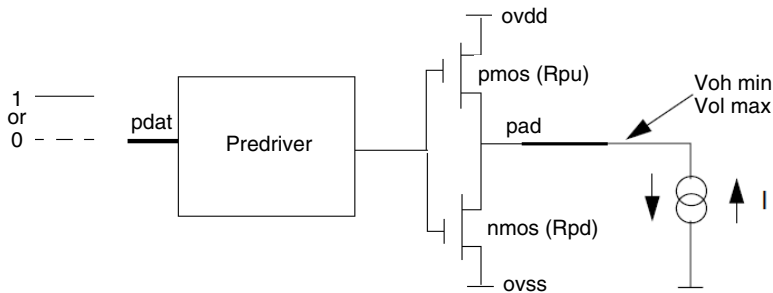 ovdd
pmos (Rpu)
Voh min
Vol max
1
or
0
pdat
Predriver
pad
nmos (Rpd)
I
ovss